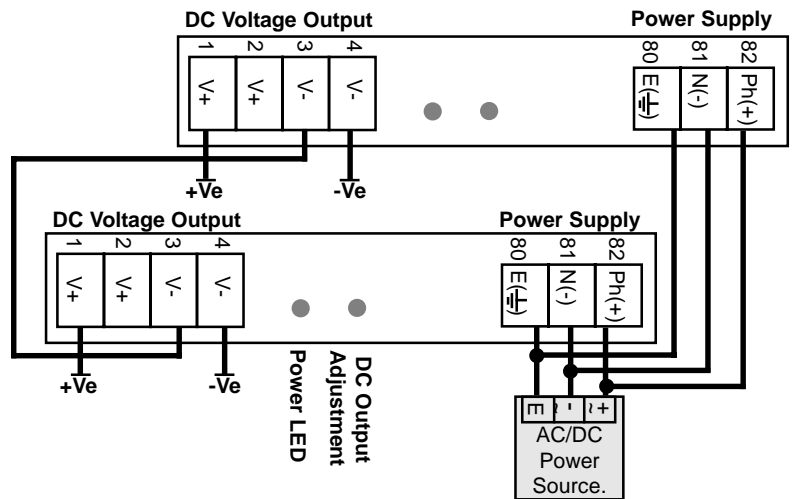 DC Voltage Output
Power Supply
1 2 3 4
80 81 82
V+ V+ V- V-
E(⏚) N(-) Ph(+)
+Ve
-Ve
DC Voltage Output
Power Supply
1 2 3 4
80 81 82
V+ V+ V- V-
E(⏚) N(-) Ph(+)
+Ve
-Ve
Power LED
DC Output
Adjustment
E ~ - ~ +
AC/DC
Power
Source.